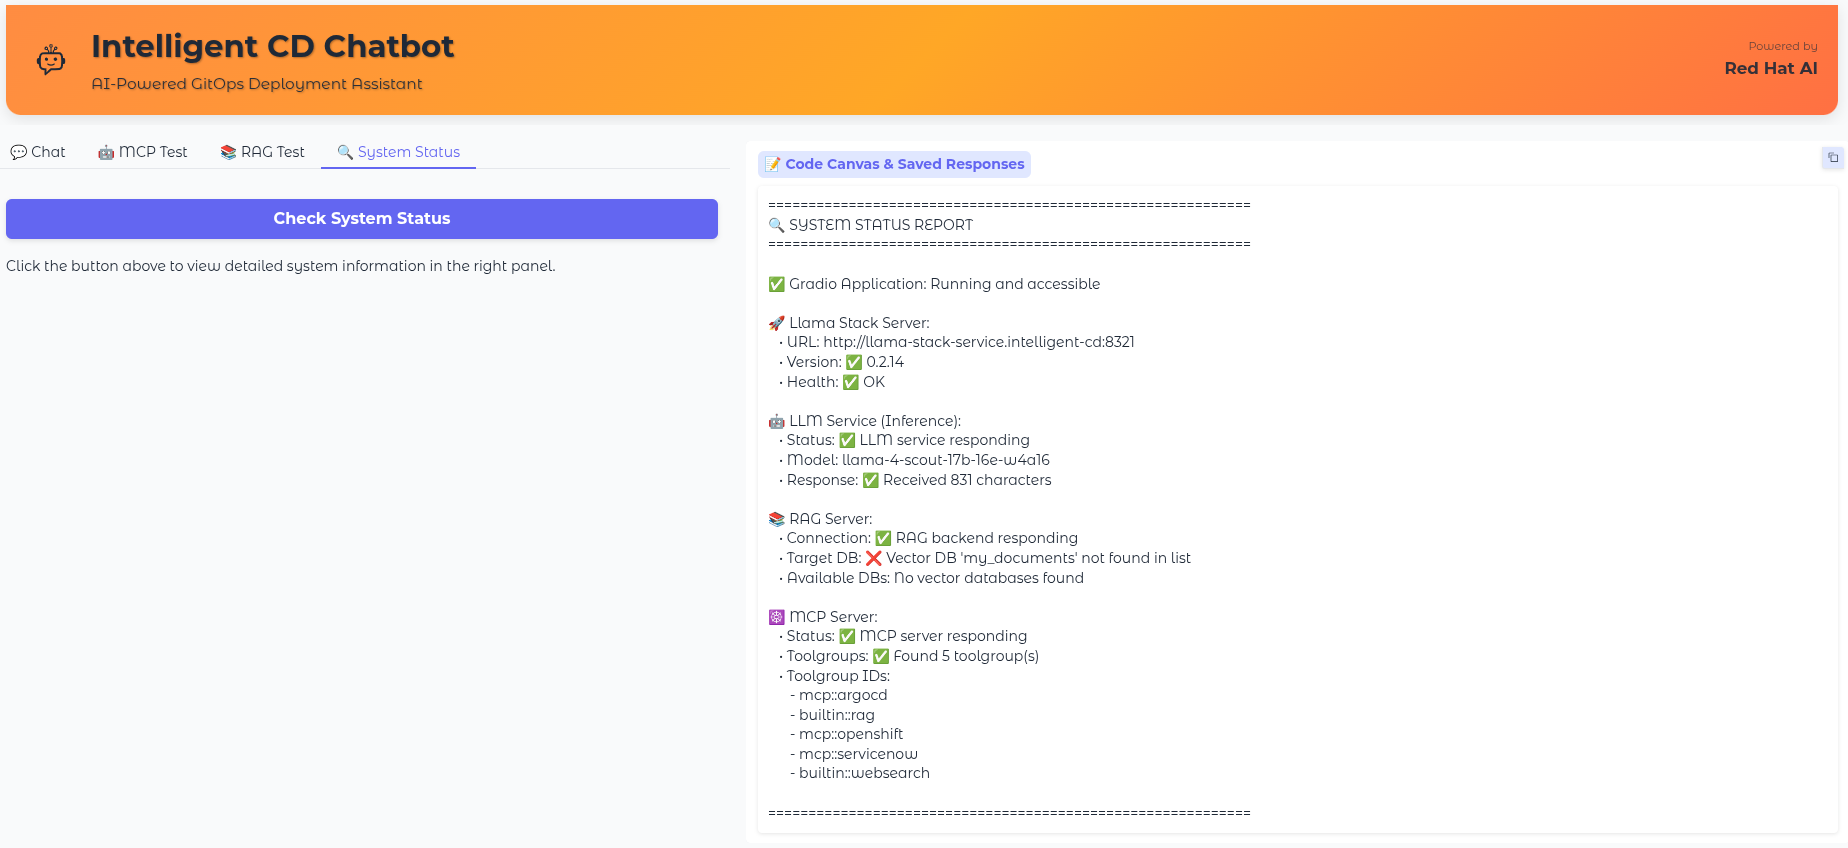 Intelligent CD Chatbot
AI-Powered GitOps Deployment Assistant
Powered by
Red Hat AI
💬 Chat
🤖 MCP Test
📚 RAG Test
🔍 System Status
Check System Status
Click the button above to view detailed system information in the right panel.
📝 Code Canvas & Saved Responses
============================================================
🔍 SYSTEM STATUS REPORT
============================================================
✅ Gradio Application: Running and accessible
🚀 Llama Stack Server:
• URL: http://llama-stack-service.intelligent-cd:8321
• Version: ✅ 0.2.14
• Health: ✅ OK
🤖 LLM Service (Inference):
• Status: ✅ LLM service responding
• Model: llama-4-scout-17b-16e-w4a16
• Response: ✅ Received 831 characters
📚 RAG Server:
• Connection: ✅ RAG backend responding
• Target DB: ❌ Vector DB 'my_documents' not found in list
• Available DBs: No vector databases found
☸️ MCP Server:
• Status: ✅ MCP server responding
• Toolgroups: ✅ Found 5 toolgroup(s)
• Toolgroup IDs:
- mcp::argocd
- builtin::rag
- mcp::openshift
- mcp::servicenow
- builtin::websearch
============================================================